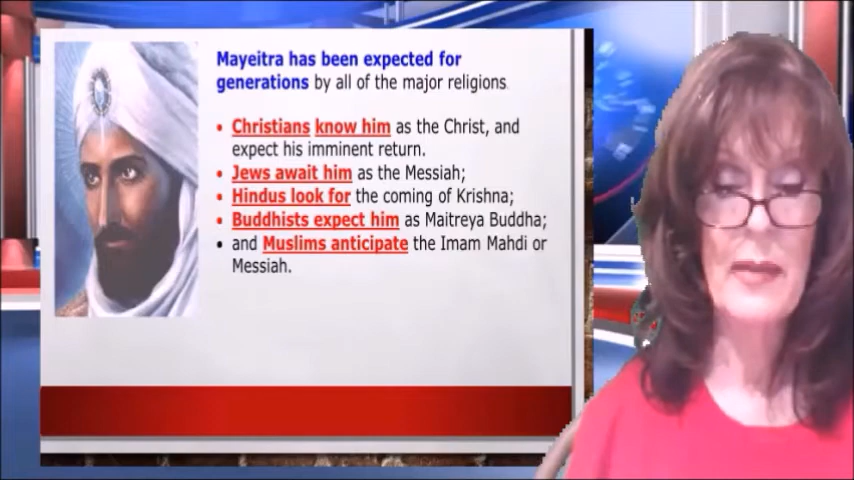 Mayeitra has been expected for
generations by all of the major religions.
• Christians know him as the Christ, and
expect his imminent return.
• Jews await him as the Messiah;
• Hindus look for the coming of Krishna;
• Buddhists expect him as Maitreya Buddha;
• and Muslims anticipate the Imam Mahdi or
Messiah.